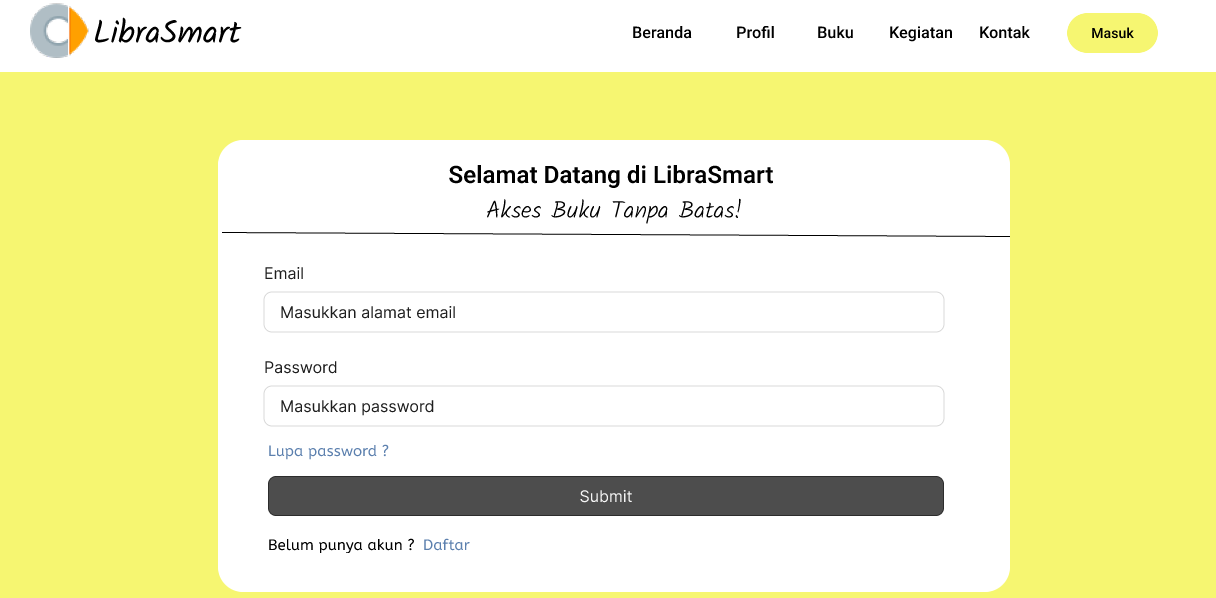 LibraSmart
Beranda Profil Buku Kegiatan Kontak Masuk
Selamat Datang di LibraSmart
Akses Buku Tanpa Batas!
Email
Masukkan alamat email
Password
Masukkan password
Lupa password ?
Submit
Belum punya akun ? Daftar